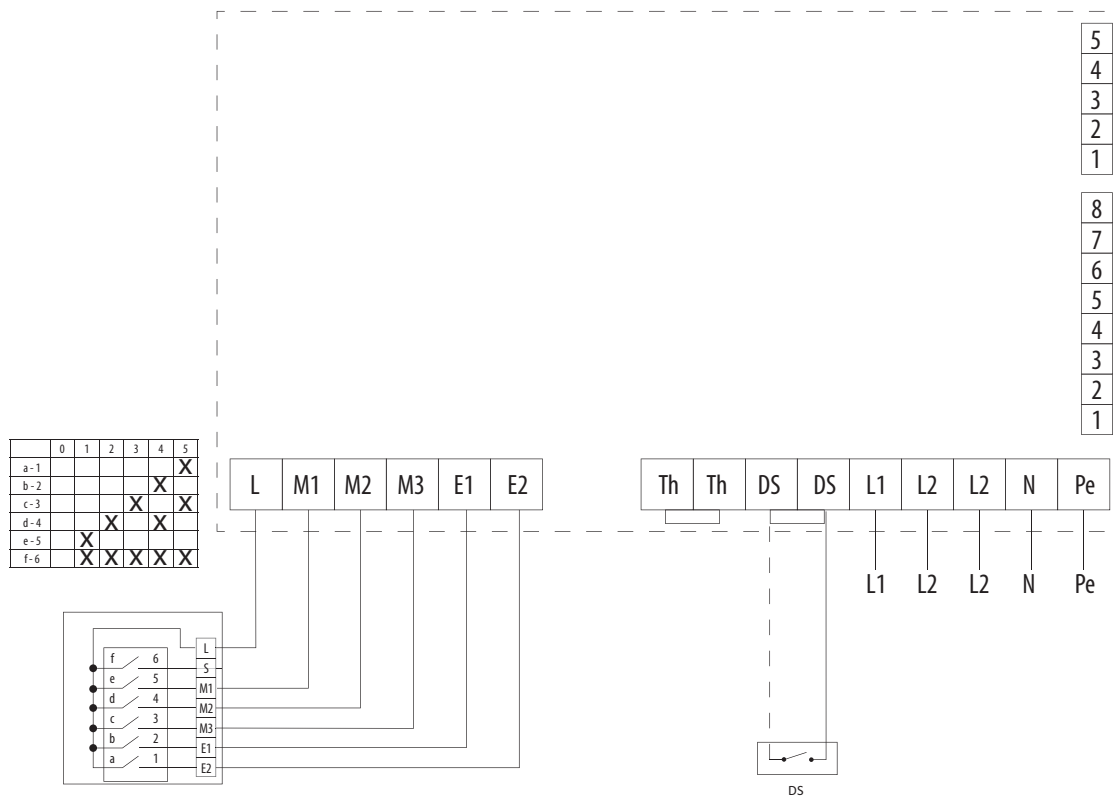 5
4
3
2
1
8
7
6
5
4
3
2
1
0 1 2 3 4 5
a - 1 X
b - 2 X
c - 3 X X
d - 4 X X
e - 5 X
f - 6 X X X X X
L M1 M2 M3 E1 E2
Th Th DS DS L1 L2 L2 N Pe
L1 L2 L2 N Pe
L
f 6 S
e 5 M1
d 4 M2
c 3 M3
b 2 E1
a 1 E2
DS